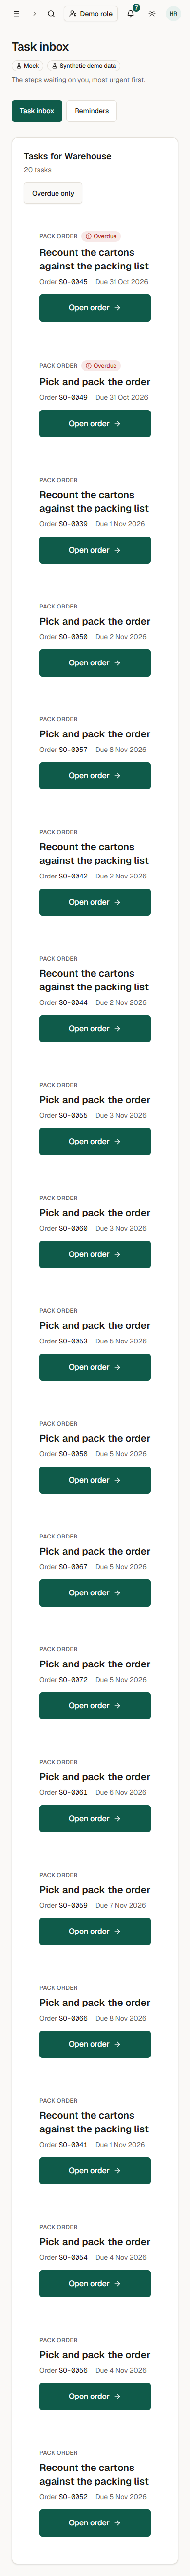 Demo role
7
HR
Task inbox
Mock
Synthetic demo data
The steps waiting on you, most urgent first.
Task inbox
Reminders
Tasks for Warehouse
20 tasks
Overdue only
PACK ORDER
Overdue
Recount the cartons
against the packing list
Order SO-0045 Due 31 Oct 2026
Open order
PACK ORDER
Overdue
Pick and pack the order
Order SO-0049 Due 31 Oct 2026
Open order
PACK ORDER
Recount the cartons
against the packing list
Order SO-0039 Due 1 Nov 2026
Open order
PACK ORDER
Pick and pack the order
Order SO-0050 Due 2 Nov 2026
Open order
PACK ORDER
Pick and pack the order
Order SO-0057 Due 8 Nov 2026
Open order
PACK ORDER
Recount the cartons
against the packing list
Order SO-0042 Due 2 Nov 2026
Open order
PACK ORDER
Recount the cartons
against the packing list
Order SO-0044 Due 2 Nov 2026
Open order
PACK ORDER
Pick and pack the order
Order SO-0055 Due 3 Nov 2026
Open order
PACK ORDER
Pick and pack the order
Order SO-0060 Due 3 Nov 2026
Open order
PACK ORDER
Pick and pack the order
Order SO-0053 Due 5 Nov 2026
Open order
PACK ORDER
Pick and pack the order
Order SO-0058 Due 5 Nov 2026
Open order
PACK ORDER
Pick and pack the order
Order SO-0067 Due 5 Nov 2026
Open order
PACK ORDER
Pick and pack the order
Order SO-0072 Due 5 Nov 2026
Open order
PACK ORDER
Pick and pack the order
Order SO-0061 Due 6 Nov 2026
Open order
PACK ORDER
Pick and pack the order
Order SO-0059 Due 7 Nov 2026
Open order
PACK ORDER
Pick and pack the order
Order SO-0066 Due 8 Nov 2026
Open order
PACK ORDER
Recount the cartons
against the packing list
Order SO-0041 Due 1 Nov 2026
Open order
PACK ORDER
Pick and pack the order
Order SO-0054 Due 4 Nov 2026
Open order
PACK ORDER
Pick and pack the order
Order SO-0056 Due 4 Nov 2026
Open order
PACK ORDER
Recount the cartons
against the packing list
Order SO-0052 Due 5 Nov 2026
Open order